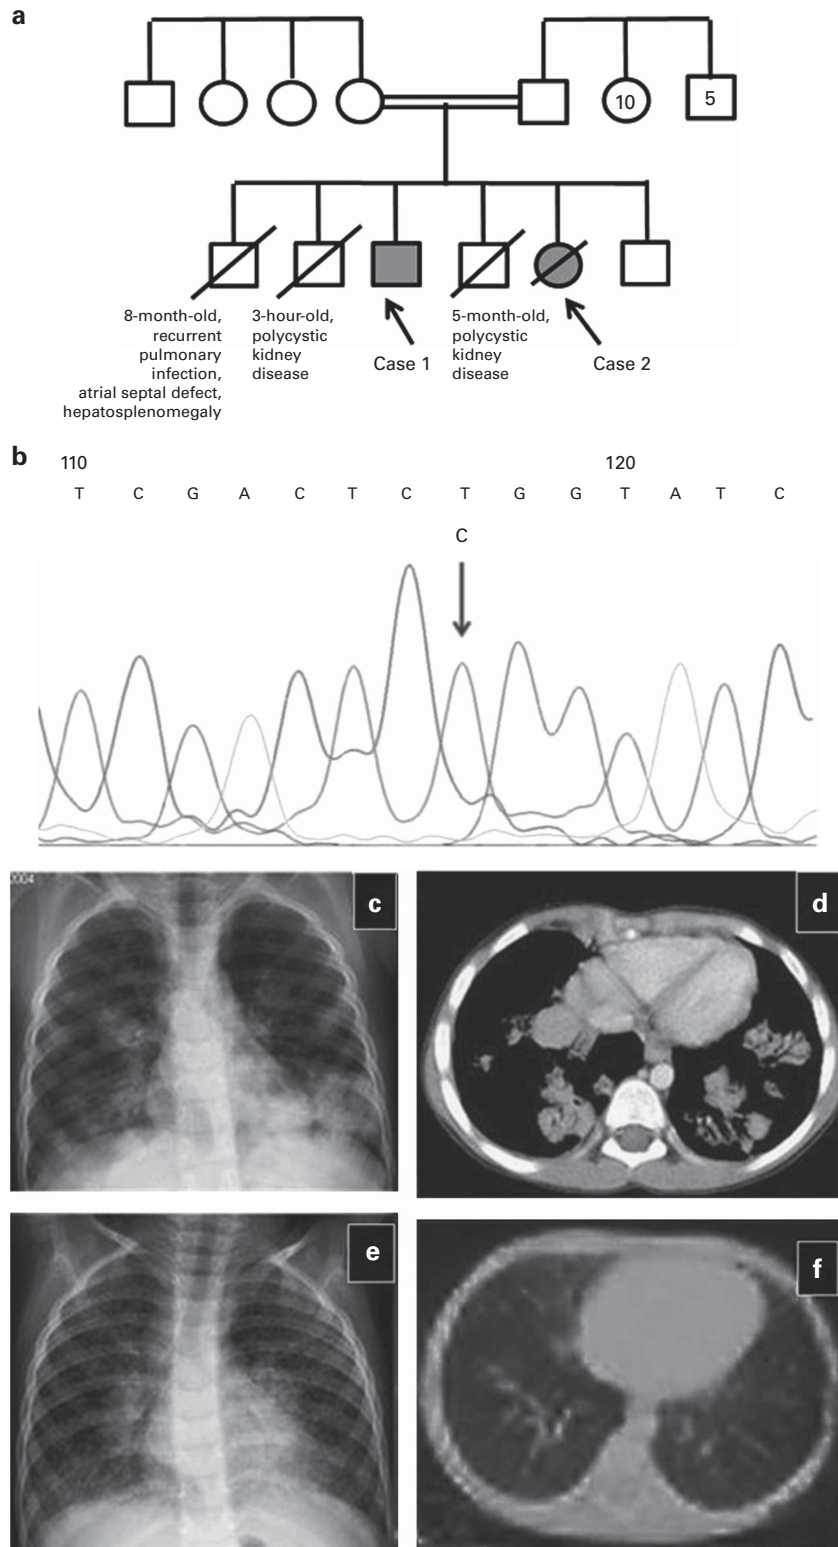 a
10
5
8-month-old,
recurrent
pulmonary
infection,
atrial septal defect,
hepatosplenomegaly
3-hour-old,
polycystic
kidney
disease
Case 1
5-month-old,
polycystic
kidney
disease
Case 2
b
110
120
T C G A C T C T G G T A T C
C
2004
c
d
e
f